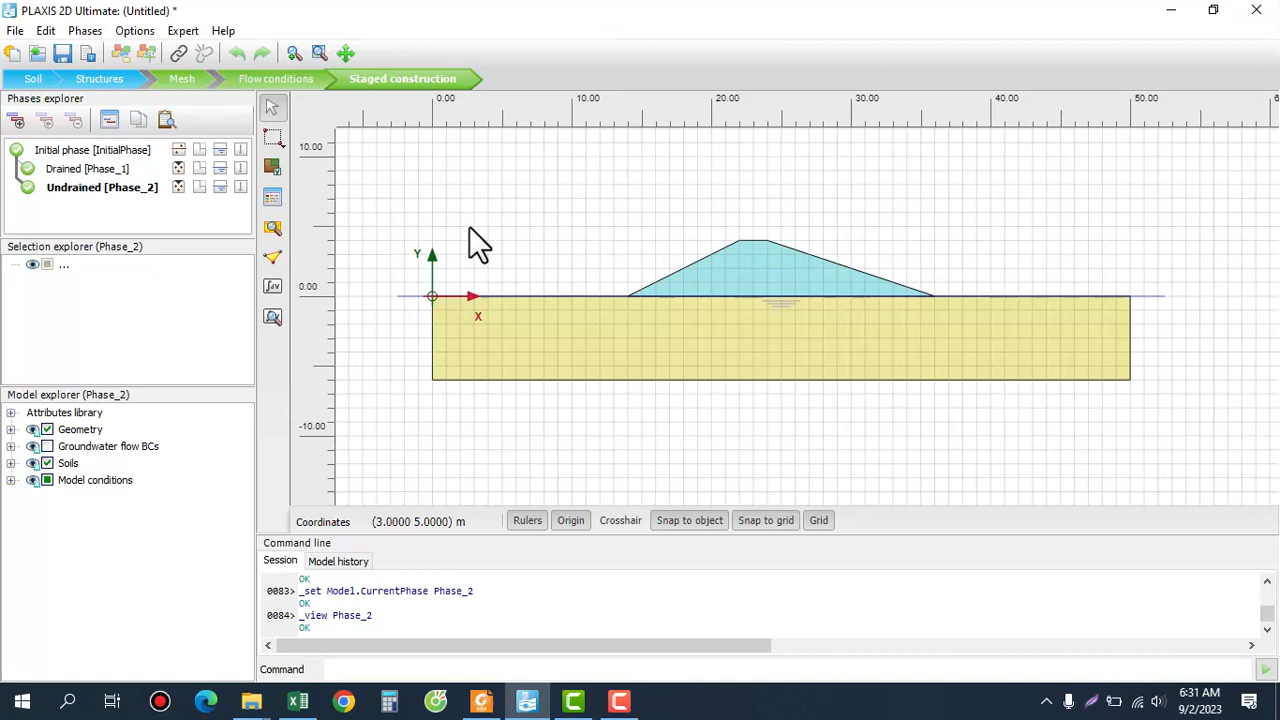 PLAXIS 2D Ultimate: (Untitled) *
File Edit Phases Options Expert Help
Soil Structures Mesh Flow conditions Staged construction
Phases explorer
Initial phase [InitialPhase]
Drained [Phase_1]
Undrained [Phase_2]
Selection explorer (Phase_2)
...
Model explorer (Phase_2)
Attributes library
Geometry
Groundwater flow BCs
Soils
Model conditions
0.00 10.00 20.00 30.00 40.00 50.00 6
10.00
0.00
-10.00
Y
X
Coordinates (3.0000 5.0000) m Rulers Origin Crosshair Snap to object Snap to grid Grid
Command line
Session Model history
OK
0083> _set Model.CurrentPhase Phase_2
OK
0084> _view Phase_2
OK
Command
6:31 AM
9/2/2023